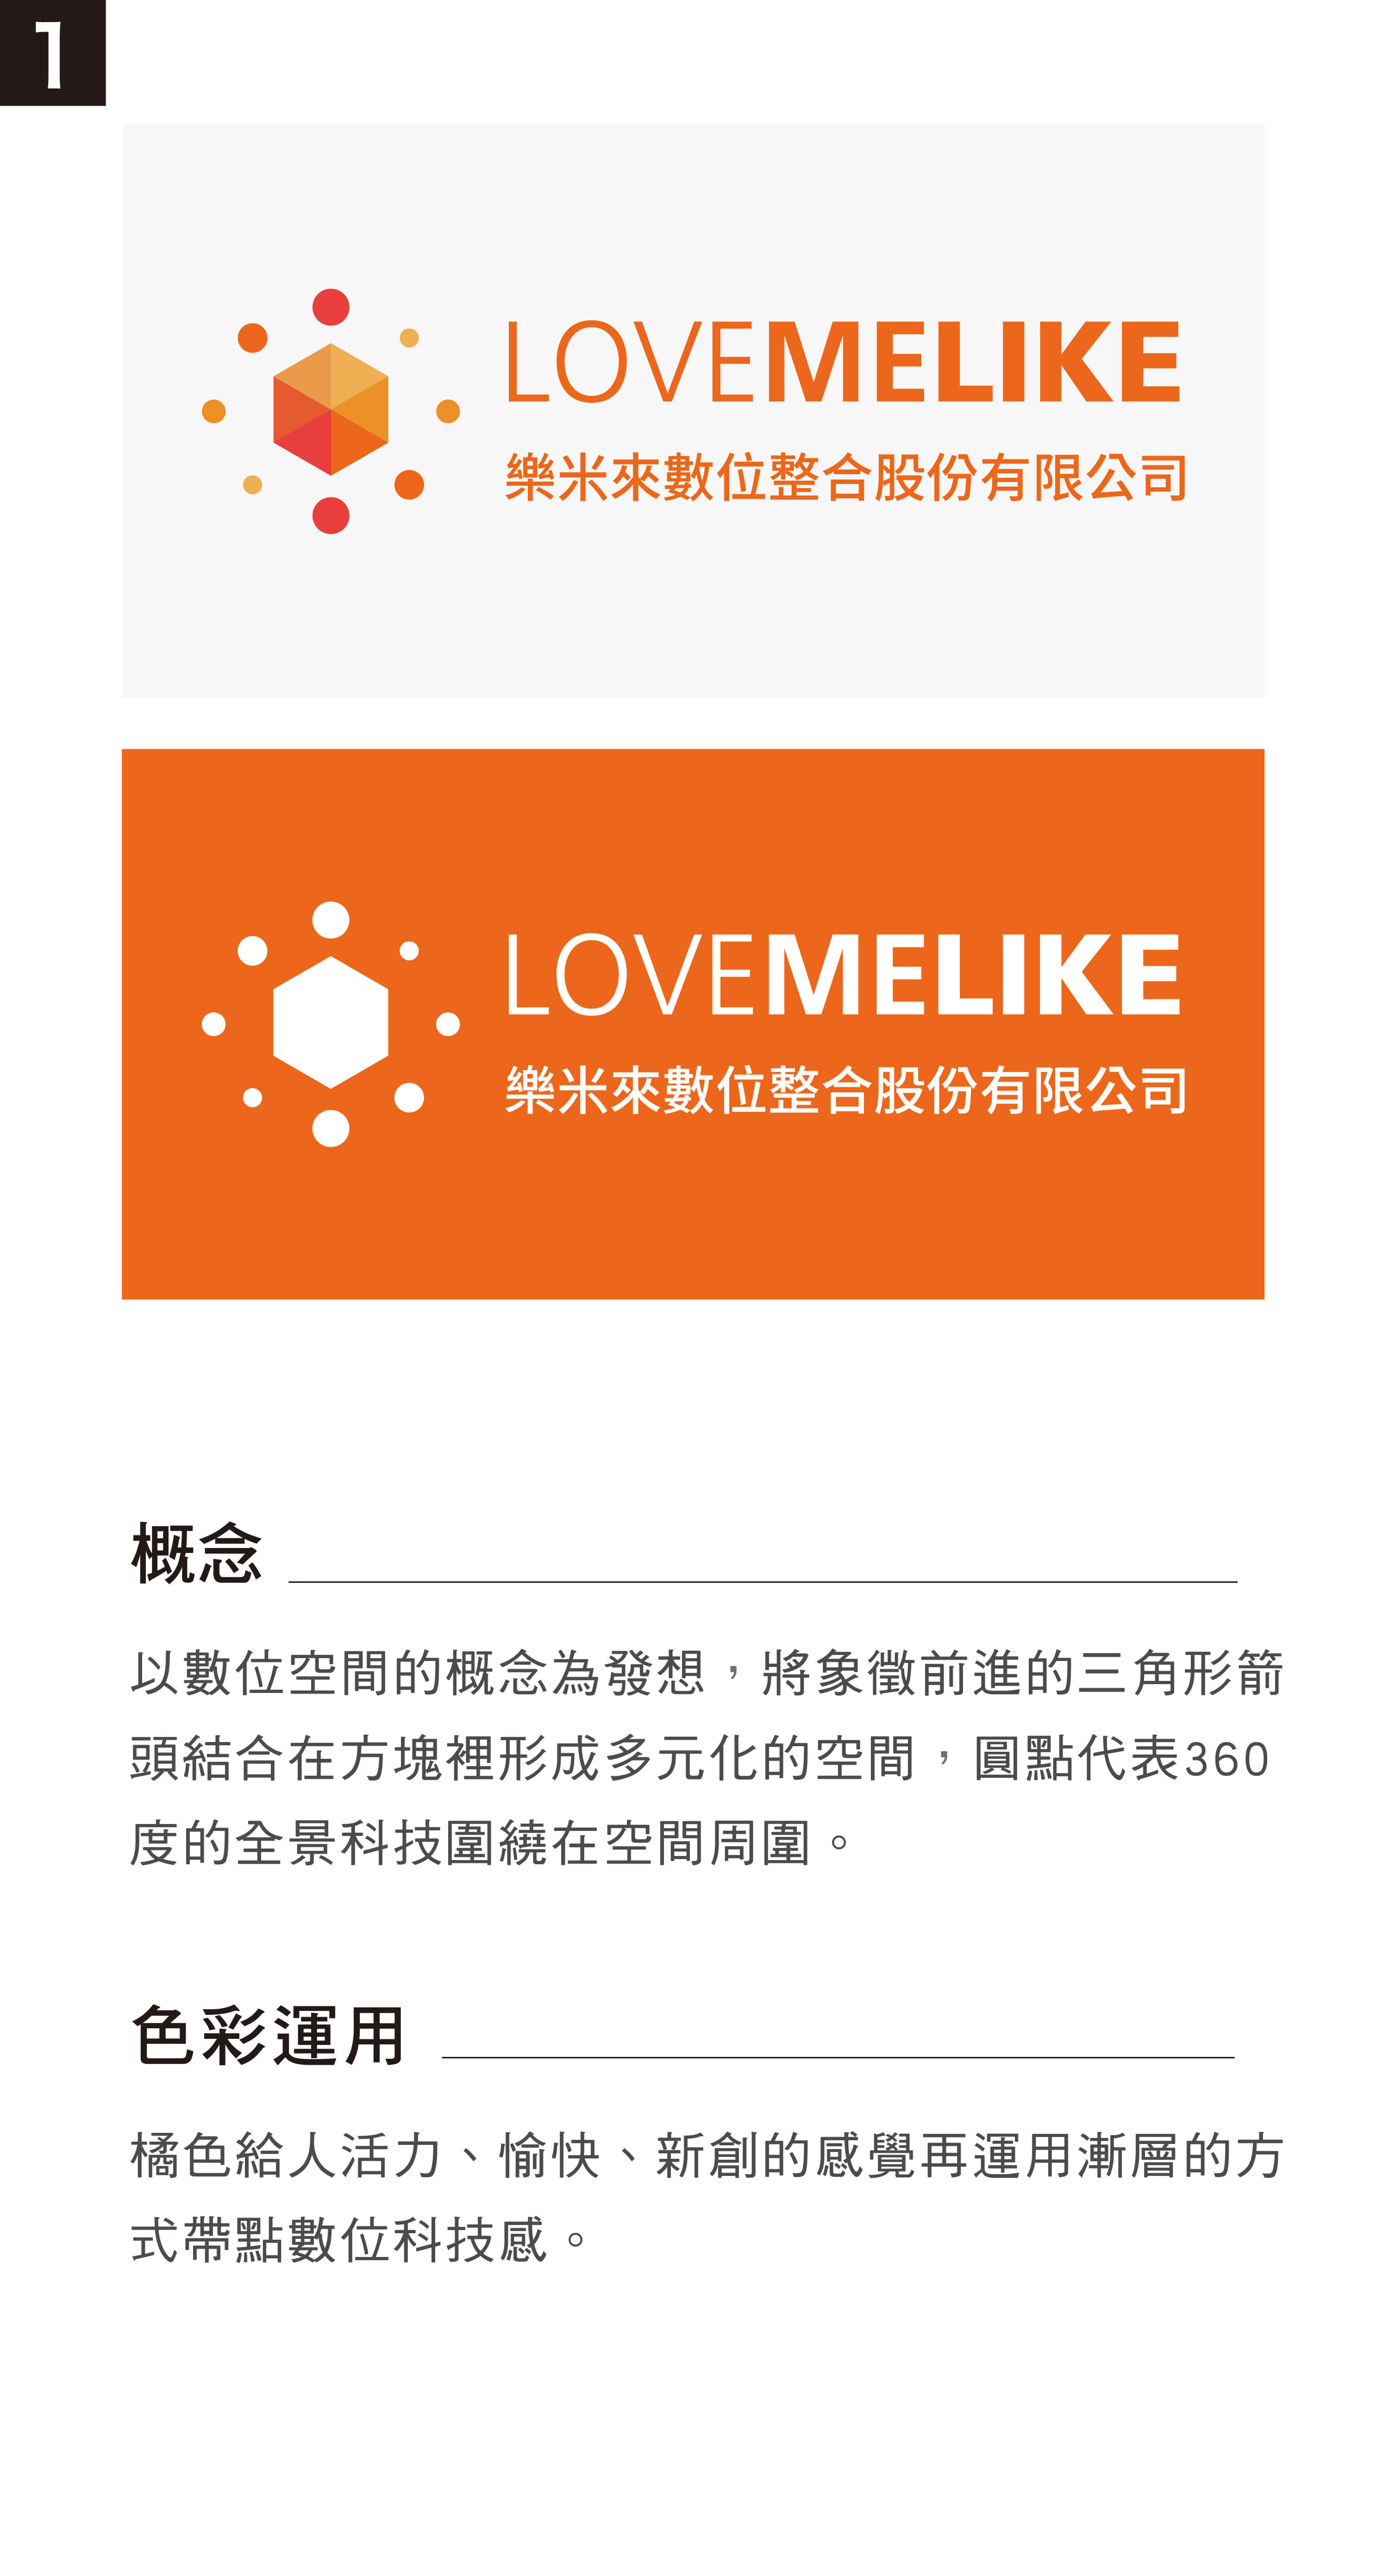 1
LOVEMELIKE
樂米來數位整合股份有限公司
LOVEMELIKE
樂米來數位整合股份有限公司
概念
以數位空間的概念為發想，將象徵前進的三角形箭
頭結合在方塊裡形成多元化的空間，圓點代表360
度的全景科技圍繞在空間周圍。
色彩運用
橘色給人活力、愉快、新創的感覺再運用漸層的方
式帶點數位科技感。